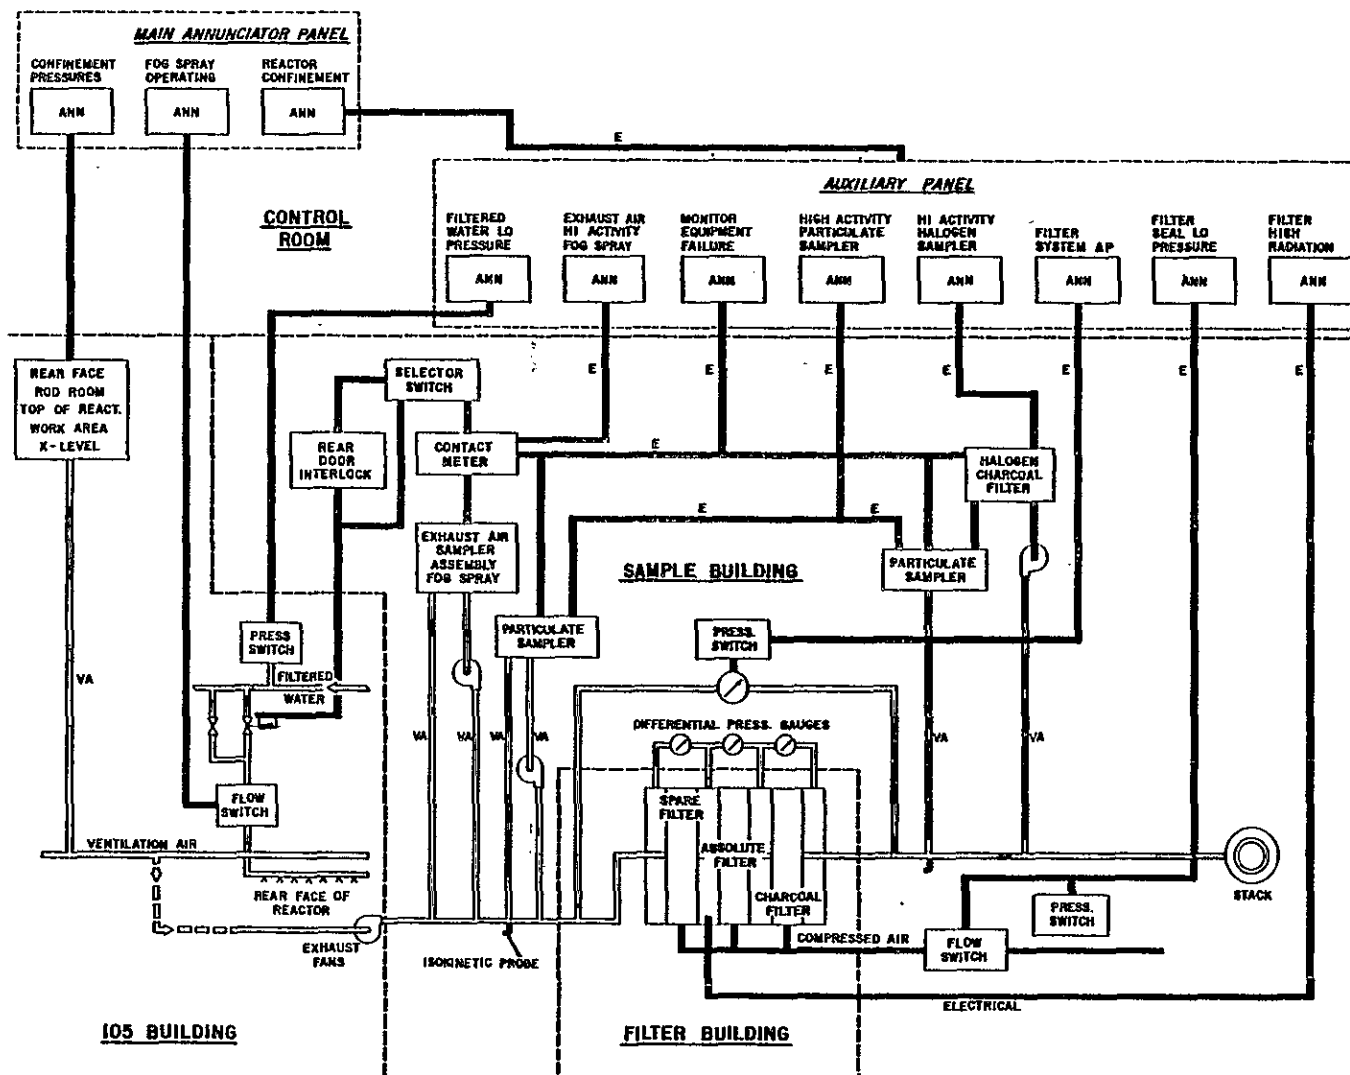 MAIN ANNUNCIATOR PANEL
CONFINEMENT
PRESSURES
ANN
FOG SPRAY
OPERATING
ANN
REACTOR
CONFINEMENT
ANN
E
CONTROL
ROOM
AUXILIARY PANEL
FILTERED
WATER LO
PRESSURE
ANN
EXHAUST AIR
HI ACTIVITY
FOG SPRAY
ANN
MONITOR
EQUIPMENT
FAILURE
ANN
HIGH ACTIVITY
PARTICULATE
SAMPLER
ANN
HI ACTIVITY
HALOGEN
SAMPLER
ANN
FILTER
SYSTEM ΔP
ANN
FILTER
SEAL LO
PRESSURE
ANN
FILTER
HIGH
RADIATION
ANN
E
E
E
E
E
E
E
REAR FACE
ROD ROOM
TOP OF REACT.
WORK AREA
X-LEVEL
SELECTOR
SWITCH
REAR
DOOR
INTERLOCK
CONTACT
METER
E
HALOGEN
CHARCOAL
FILTER
E
E
EXHAUST AIR
SAMPLER
ASSEMBLY
FOG SPRAY
SAMPLE BUILDING
PARTICULATE
SAMPLER
PARTICULATE
SAMPLER
PRESS
SWITCH
PRESS.
SWITCH
FILTERED
WATER
VA
VA
VA
VA
VA
VA
DIFFERENTIAL PRESS. GAUGES
FLOW
SWITCH
SPARE
FILTER
ABSOLUTE
FILTER
CHARCOAL
FILTER
VENTILATION AIR
REAR FACE OF
REACTOR
STACK
PRESS.
SWITCH
EXHAUST
FANS
ISOKINETIC PROBE
COMPRESSED AIR
FLOW
SWITCH
ELECTRICAL
105 BUILDING
FILTER BUILDING